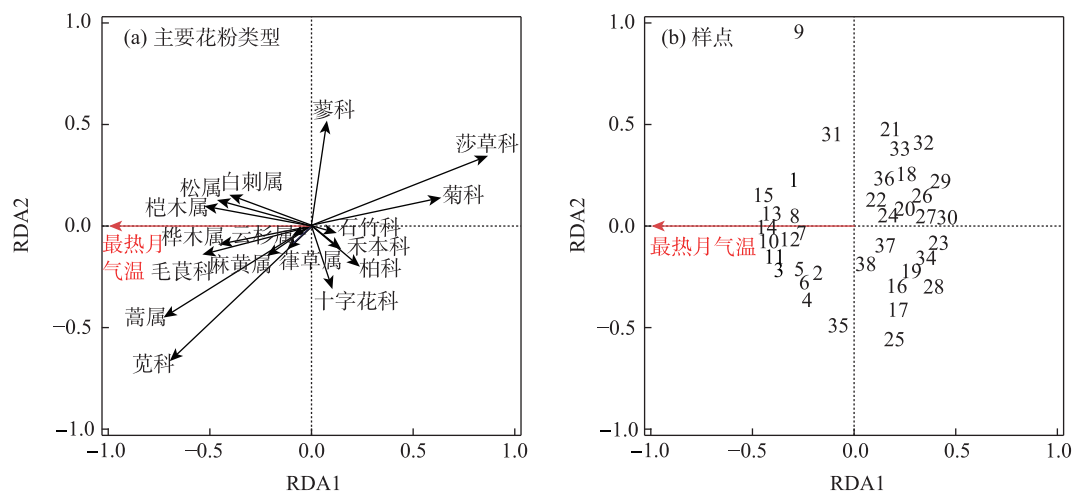 (a) 主要花粉类型
RDA2
1.0
0.5
0.0
−0.5
−1.0
蓼科
莎草科
菊科
松属
白刺属
桤木属
石竹科
禾本科
柏科
十字花科
桦木属
云杉属
最热月
气温
毛茛科
麻黄属
葎草属
蒿属
苋科
−1.0 −0.5 0.0 0.5 1.0
RDA1
(b) 样点
RDA2
1.0
0.5
0.0
−0.5
−1.0
9
31
21
33
32
1
36
18
29
15
12
26
13
8
24
20
27
30
14
10
12
7
37
23
最热月气温
11
3
5
2
38
34
19
6
4
16
28
17
35
25
−1.0 −0.5 0.0 0.5 1.0
RDA1